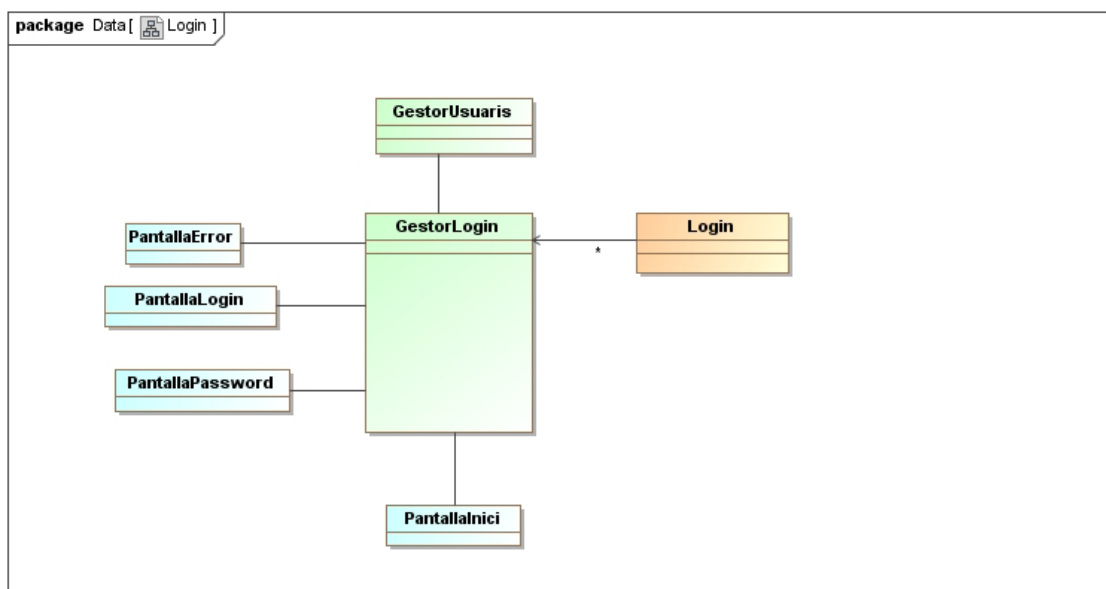 package Data[ Login ]
GestorUsuaris
GestorLogin
Login
*
PantallaError
PantallaLogin
PantallaPassword
PantallaInici